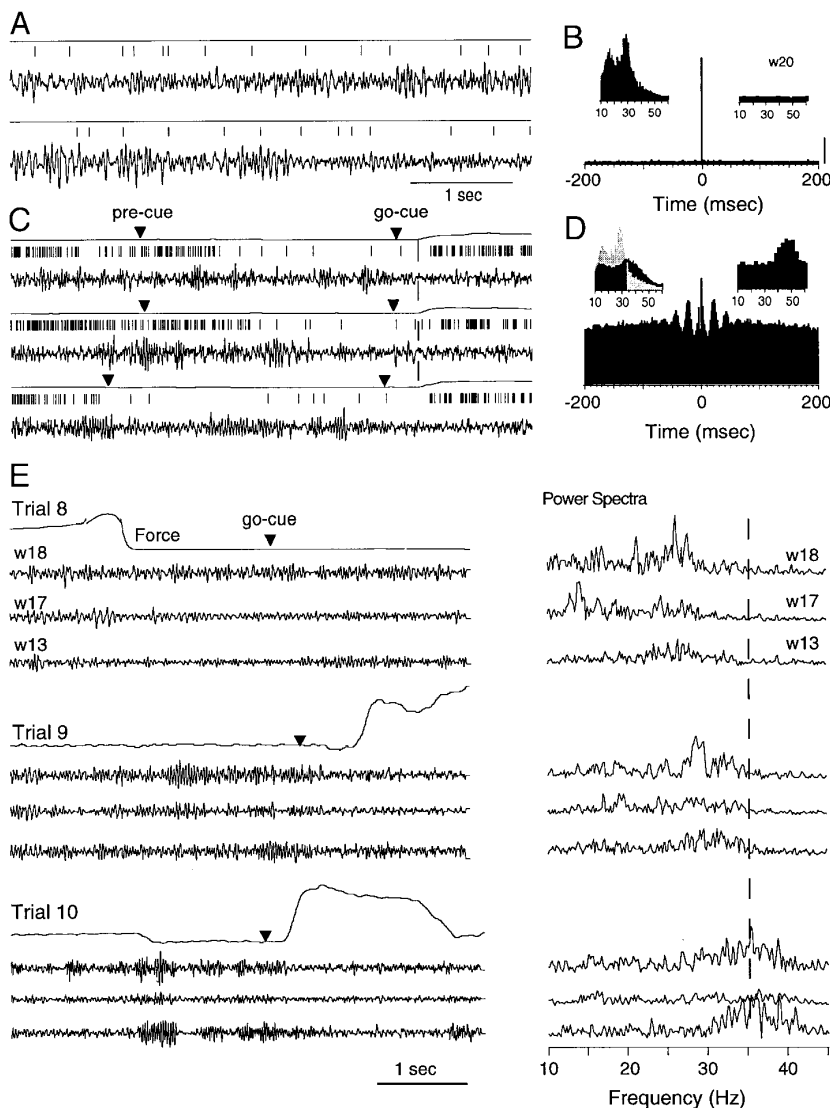 A
1 sec
B
w20
10 30 50
10 30 50
-200 0 200
Time (msec)
C
pre-cue go-cue
D
10 30 50
10 30 50
-200 0 200
Time (msec)
E
Trial 8
Force
go-cue
w18
w17
w13
Trial 9
Trial 10
1 sec
Power Spectra
w18
w17
w13
10 20 30 40
Frequency (Hz)